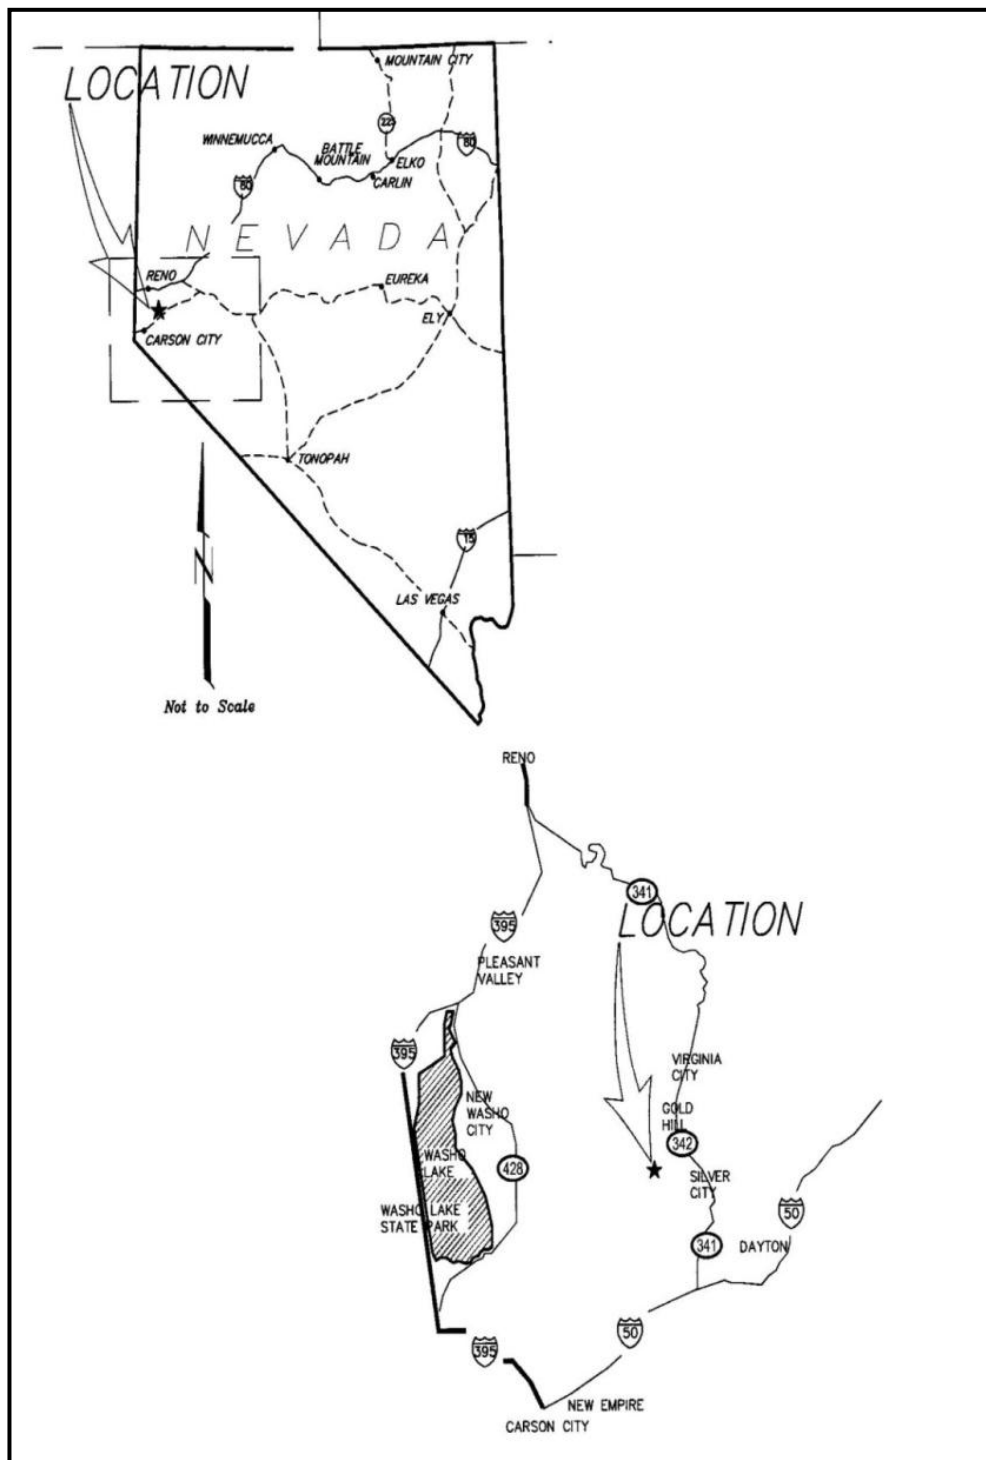 LOCATION
MOUNTAIN CITY
225
WINNEMUCCA
BATTLE
MOUNTAIN
ELKO
80
CARLIN
80
NEVADA
RENO
EUREKA
ELY
CARSON CITY
TONOPAH
N
15
LAS VEGAS
Not to Scale
RENO
341
LOCATION
395
PLEASANT
VALLEY
395
VIRGINIA
CITY
NEW
WASHO
CITY
GOLD
HILL
342
WASHO
LAKE
428
SILVER
CITY
WASHO LAKE
STATE PARK
50
341
DAYTON
50
395
NEW EMPIRE
CARSON CITY